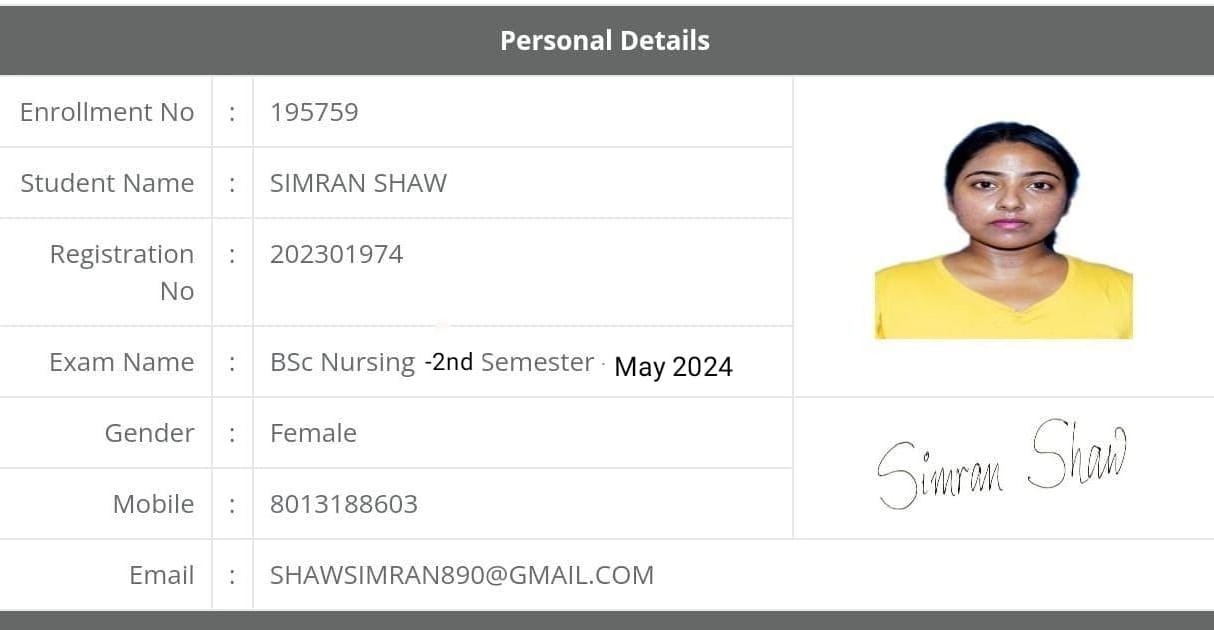 Personal Details
Enrollment No : 195759
Student Name : SIMRAN SHAW
Registration No : 202301974
Exam Name : BSc Nursing -2nd Semester · May 2024
Gender : Female
Simran Shaw
Mobile : 8013188603
Email : SHAWSIMRAN890@GMAIL.COM